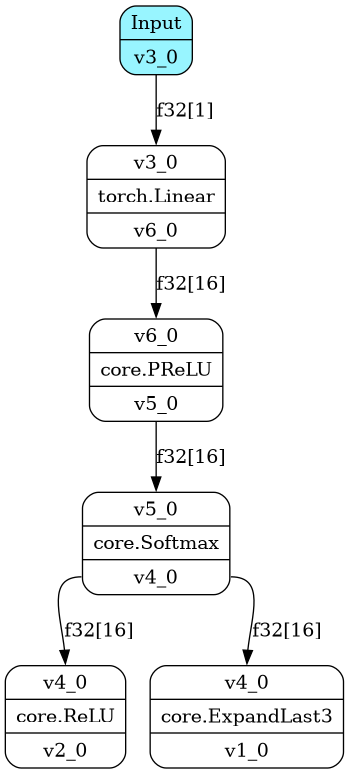 Input
v3_0
f32[1]
v3_0
torch.Linear
v6_0
f32[16]
v6_0
core.PReLU
v5_0
f32[16]
v5_0
core.Softmax
v4_0
f32[16]
f32[16]
v4_0
core.ReLU
v2_0
v4_0
core.ExpandLast3
v1_0